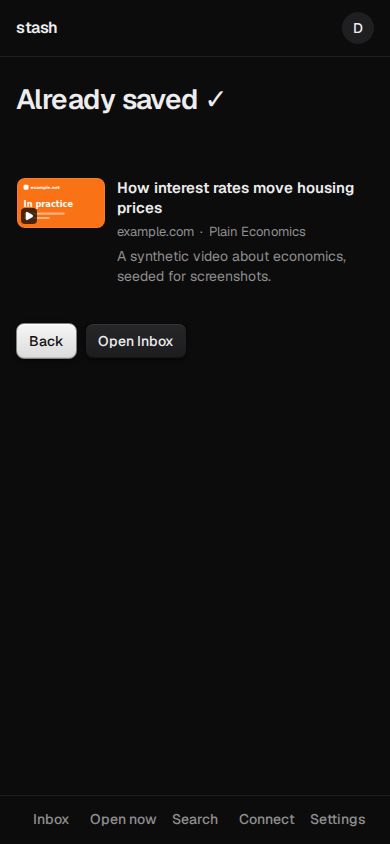 stash
D
Already saved ✓
example.net
In practice
How interest rates move housing
prices
example.com · Plain Economics
A synthetic video about economics,
seeded for screenshots.
Back
Open Inbox
Inbox
Open now
Search
Connect
Settings